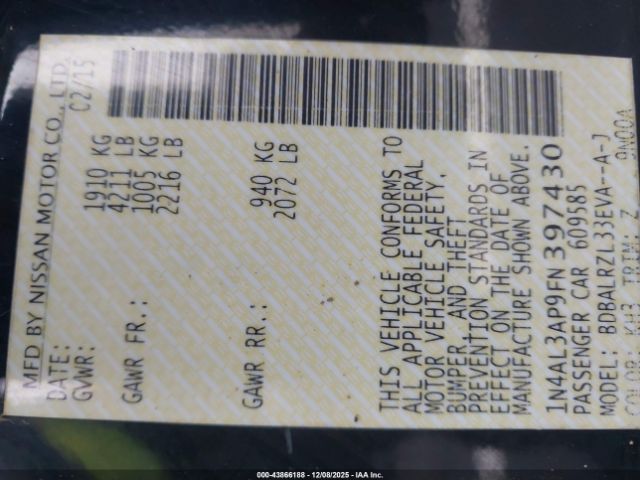 MFD BY NISSAN MOTOR CO., LTD.
DATE: 02/15
GVWR: 1910 KG
4211 LB
GAWR FR.: 1005 KG
2216 LB
GAWR RR.: 940 KG
2072 LB
THIS VEHICLE CONFORMS TO
ALL APPLICABLE FEDERAL
MOTOR VEHICLE SAFETY,
BUMPER, AND THEFT
PREVENTION STANDARDS IN
EFFECT ON THE DATE OF
MANUFACTURE SHOWN ABOVE.
1N4AL3AP9FN397430
PASSENGER CAR 609585
MODEL: BDBALRZL33EVA--A-J
COLOR: KH3 TRIM: Z
000-43866188 - 12/08/2025 - IAA Inc.